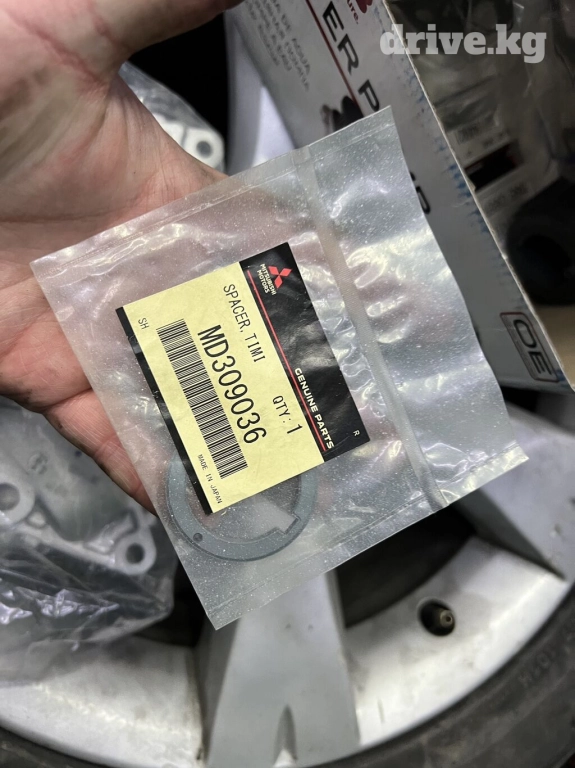 drive.kg
MITSUBISHI
MOTORS
GENUINE PARTS
SPACER, TIMI
QTY: 1
MD309036
SH
R
MADE IN JAPAN
OE